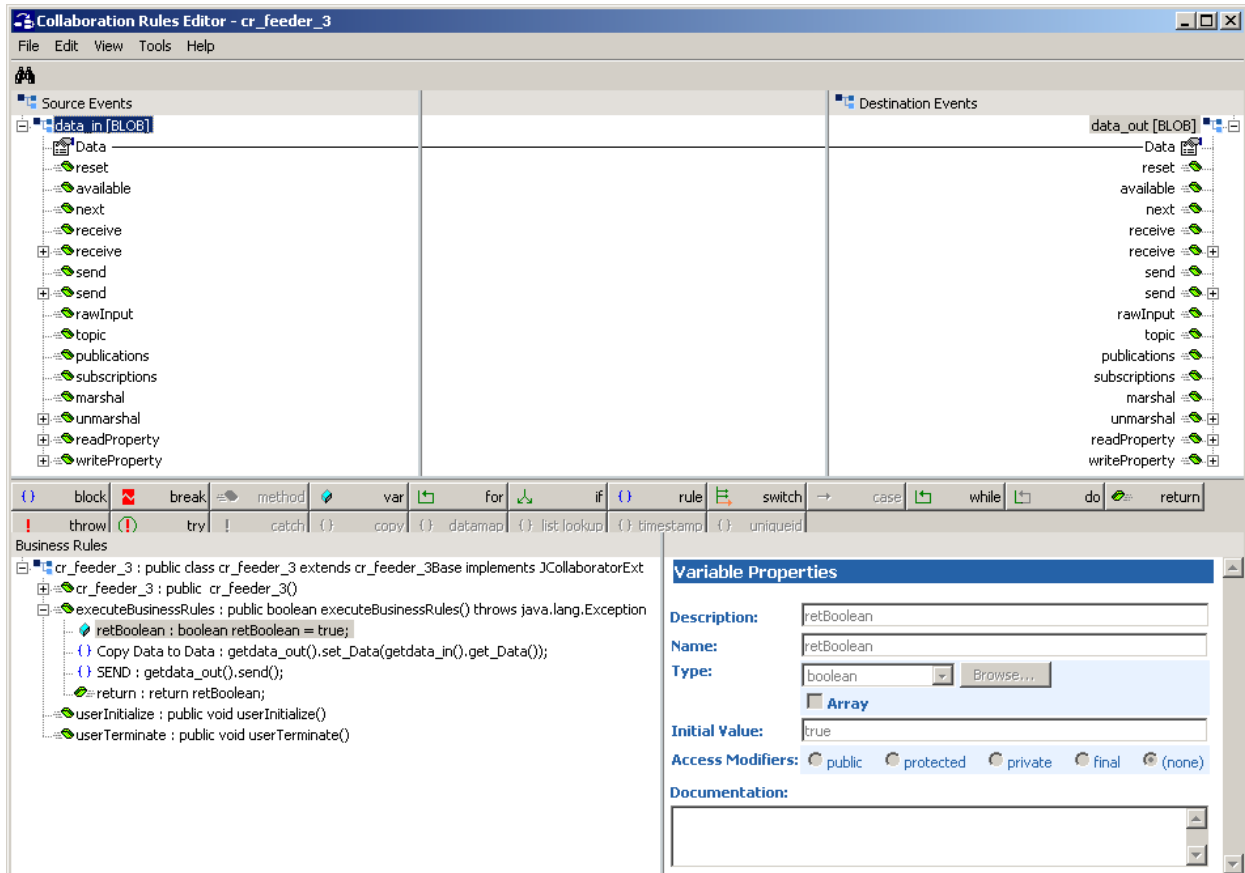 Collaboration Rules Editor - cr_feeder_3
File Edit View Tools Help
Source Events
Destination Events
data_in [BLOB]
data_out [BLOB]
Data
Data
reset
reset
available
available
next
next
receive
receive
receive
receive
send
send
send
send
rawInput
rawInput
topic
topic
publications
publications
subscriptions
subscriptions
marshal
marshal
unmarshal
unmarshal
readProperty
readProperty
writeProperty
writeProperty
{} block break method var for if {} rule switch case while do return
! throw (!) try ! catch {} copy {} datamap {} list lookup {} timestamp {} uniqueid
Business Rules
cr_feeder_3 : public class cr_feeder_3 extends cr_feeder_3Base implements JCollaboratorExt
cr_feeder_3 : public cr_feeder_3()
executeBusinessRules : public boolean executeBusinessRules() throws java.lang.Exception
retBoolean : boolean retBoolean = true;
{} Copy Data to Data : getdata_out().set_Data(getdata_in().get_Data());
{} SEND : getdata_out().send();
return : return retBoolean;
userInitialize : public void userInitialize()
userTerminate : public void userTerminate()
Variable Properties
Description: retBoolean
Name: retBoolean
Type: boolean Browse...
Array
Initial Value: true
Access Modifiers: public protected private final (none)
Documentation: